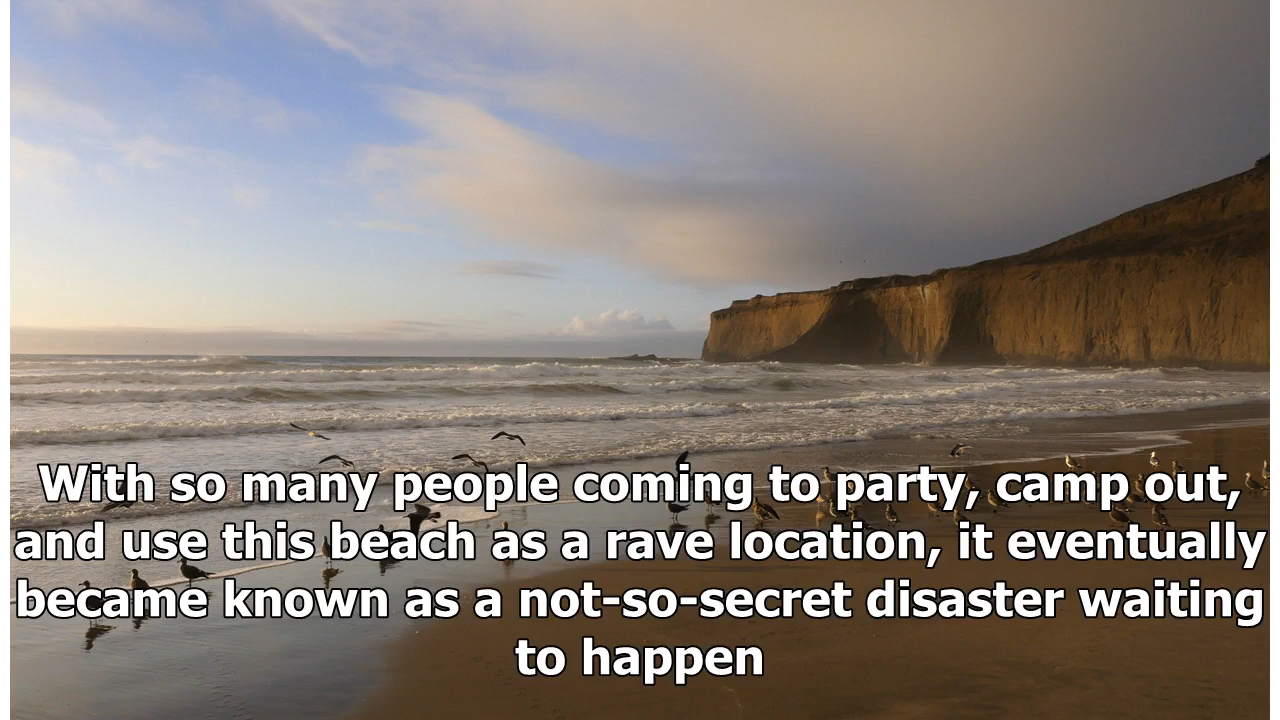 With so many people coming to party, camp out,
and use this beach as a rave location, it eventually
became known as a not-so-secret disaster waiting
to happen